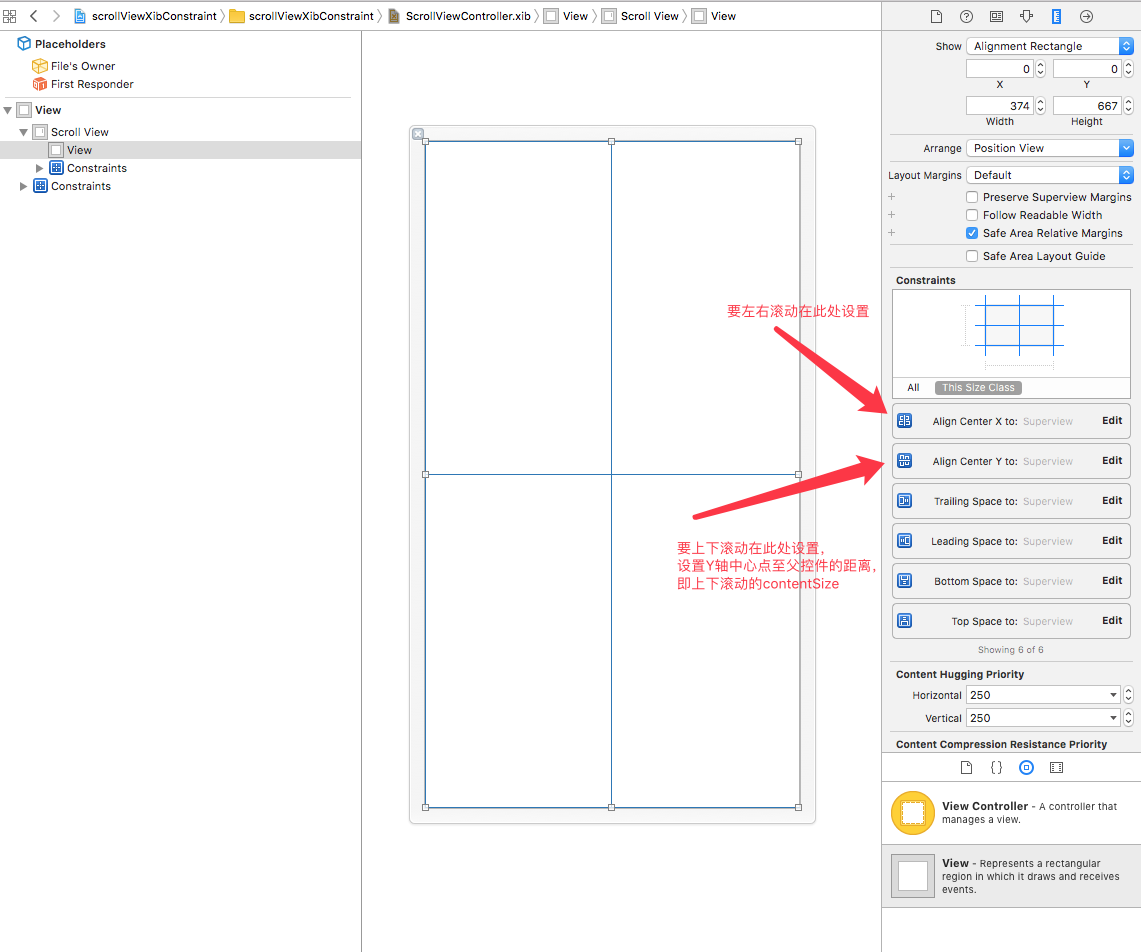 scrollViewXibConstraint
scrollViewXibConstraint
ScrollViewController.xib
View
Scroll View
View
Placeholders
File's Owner
First Responder
View
Scroll View
View
Constraints
Constraints
要左右滚动在此处设置
要上下滚动在此处设置，
设置Y轴中心点至父控件的距离，
即上下滚动的contentSize
Show
Alignment Rectangle
0
0
X
Y
374
667
Width
Height
Arrange
Position View
Layout Margins
Default
Preserve Superview Margins
Follow Readable Width
Safe Area Relative Margins
Safe Area Layout Guide
Constraints
All
This Size Class
Align Center X to: Superview
Edit
Align Center Y to: Superview
Edit
Trailing Space to: Superview
Edit
Leading Space to: Superview
Edit
Bottom Space to: Superview
Edit
Top Space to: Superview
Edit
Showing 6 of 6
Content Hugging Priority
Horizontal
250
Vertical
250
Content Compression Resistance Priority
View Controller - A controller that
manages a view.
View - Represents a rectangular
region in which it draws and receives
events.